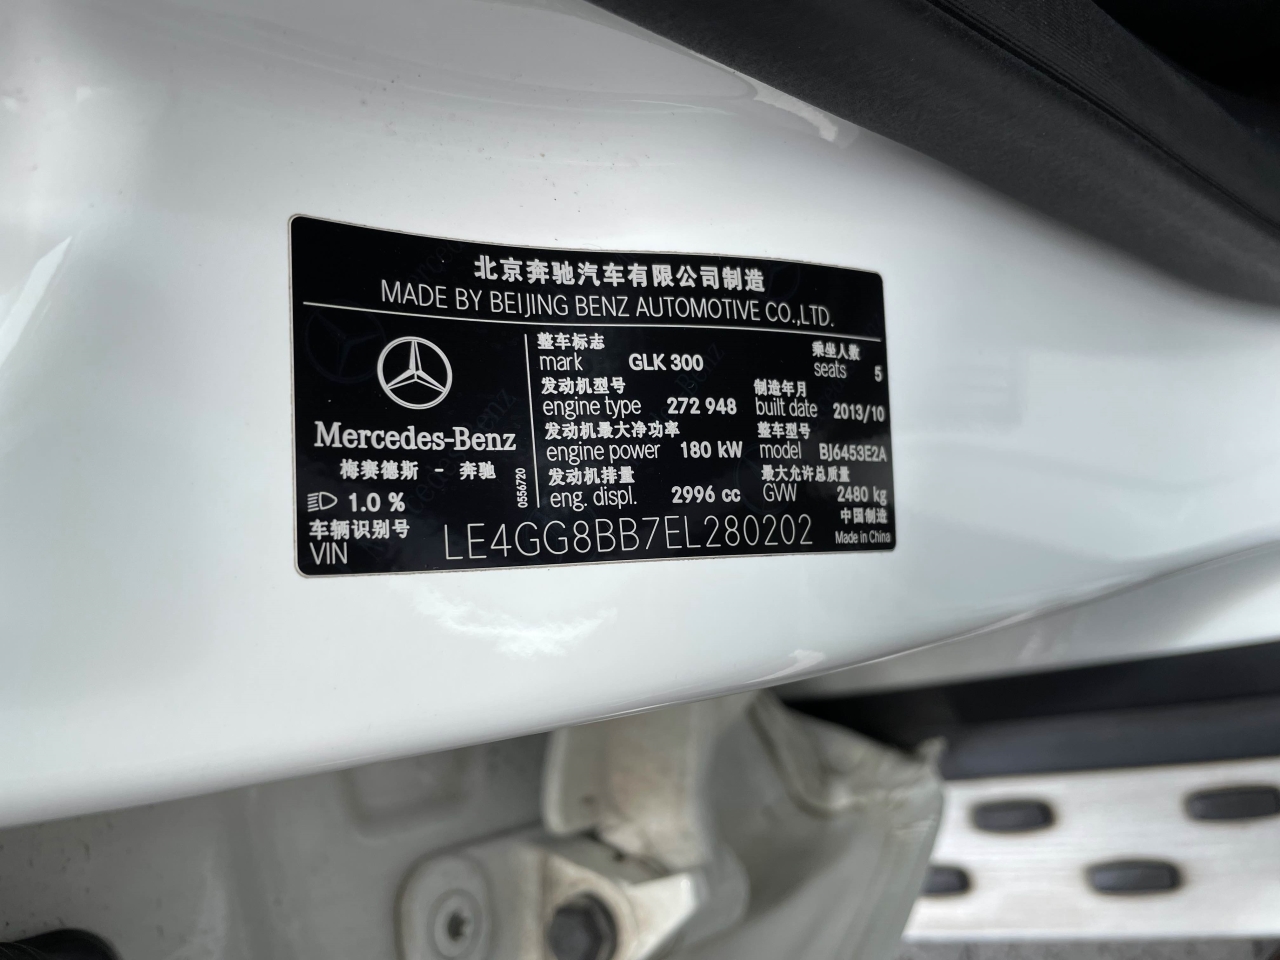 北京奔驰汽车有限公司制造
MADE BY BEIJING BENZ AUTOMOTIVE CO.,LTD.
Mercedes-Benz
梅赛德斯 - 奔驰
1.0 %
0556720
整车标志
mark GLK 300
乘坐人数
seats 5
发动机型号
engine type 272 948
制造年月
built date 2013/10
发动机最大净功率
engine power 180 kW
整车型号
model BJ6453E2A
发动机排量
eng. displ. 2996 cc
最大允许总质量
GVW 2480 kg
车辆识别号
VIN LE4GG8BB7EL280202
中国制造
Made in China